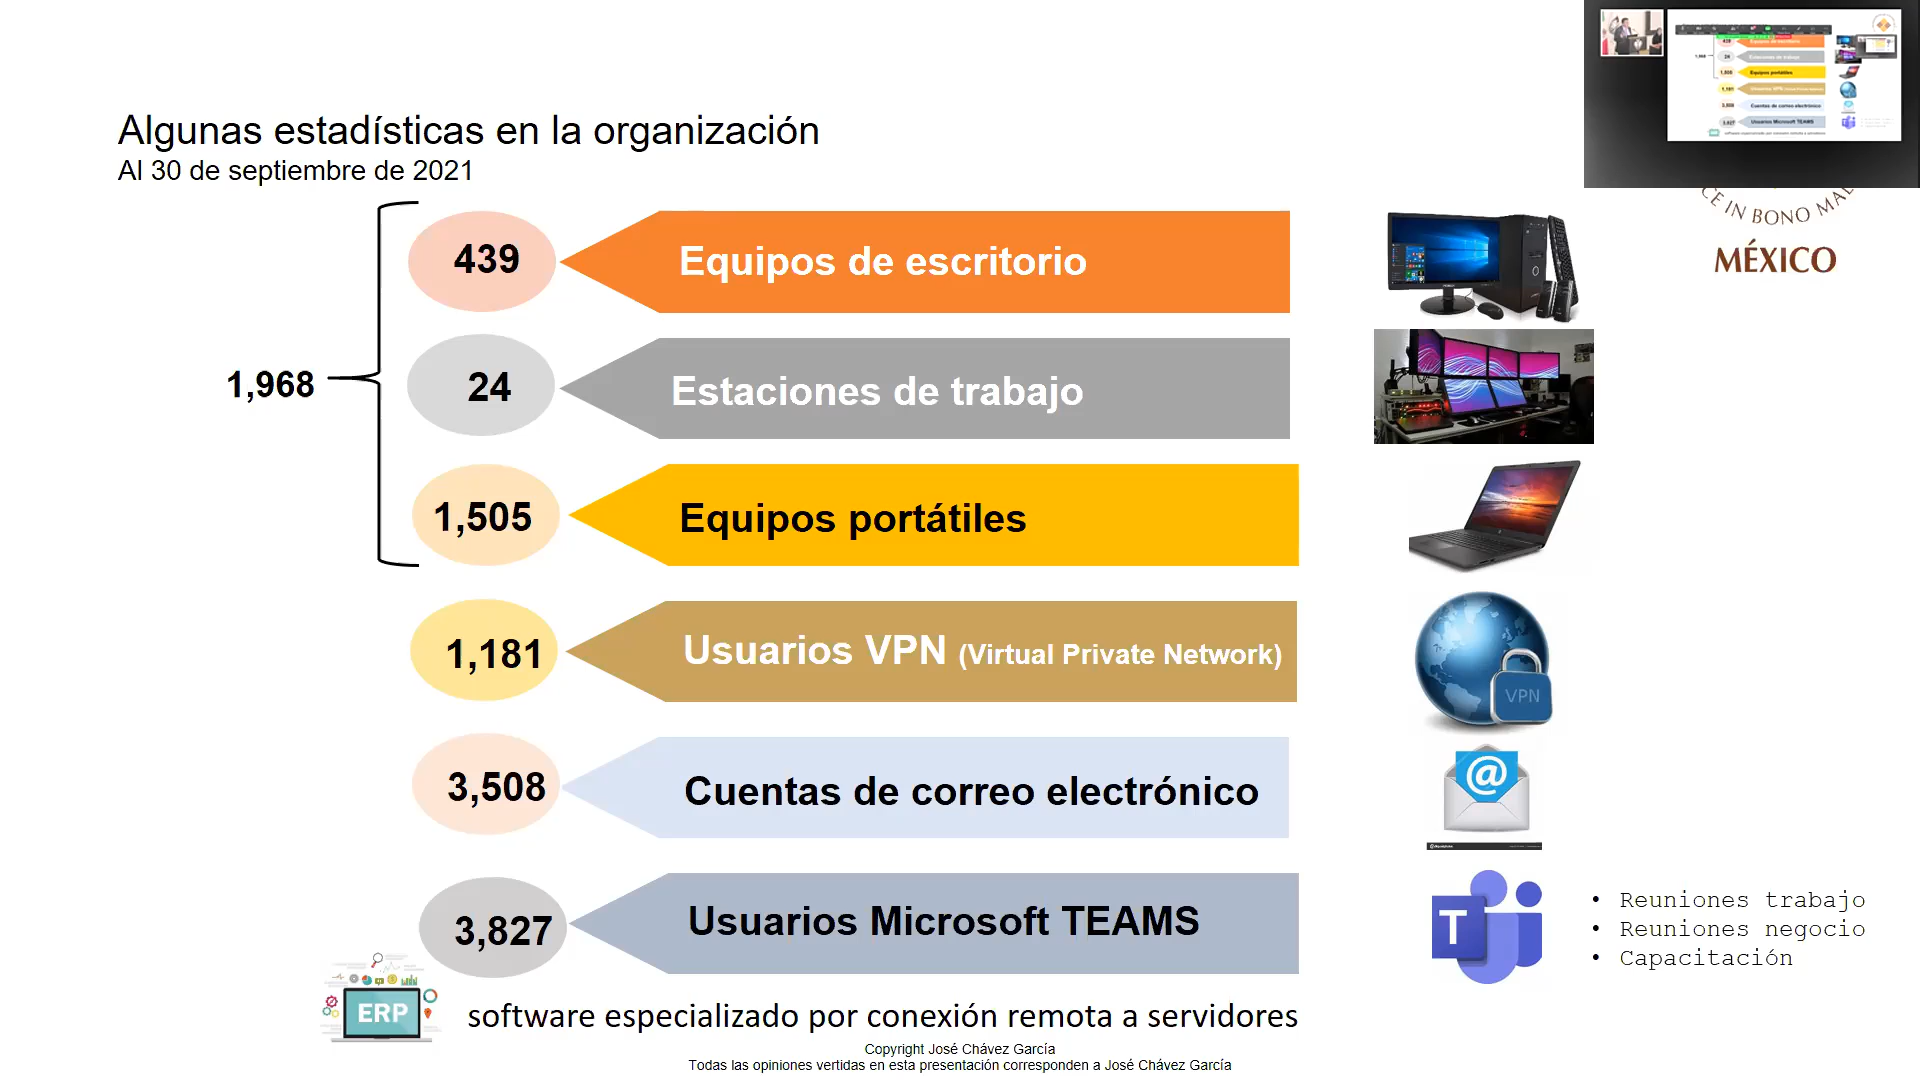 Algunas estadísticas en la organización
Al 30 de septiembre de 2021
CE IN BONO MA
MÉXICO
1,968
439
Equipos de escritorio
24
Estaciones de trabajo
1,505
Equipos portátiles
1,181
Usuarios VPN (Virtual Private Network)
VPN
3,508
Cuentas de correo electrónico
@
3,827
Usuarios Microsoft TEAMS
T
• Reuniones trabajo
• Reuniones negocio
• Capacitación
ERP
software especializado por conexión remota a servidores
Copyright José Chávez García
Todas las opiniones vertidas en esta presentación corresponden a José Chávez García